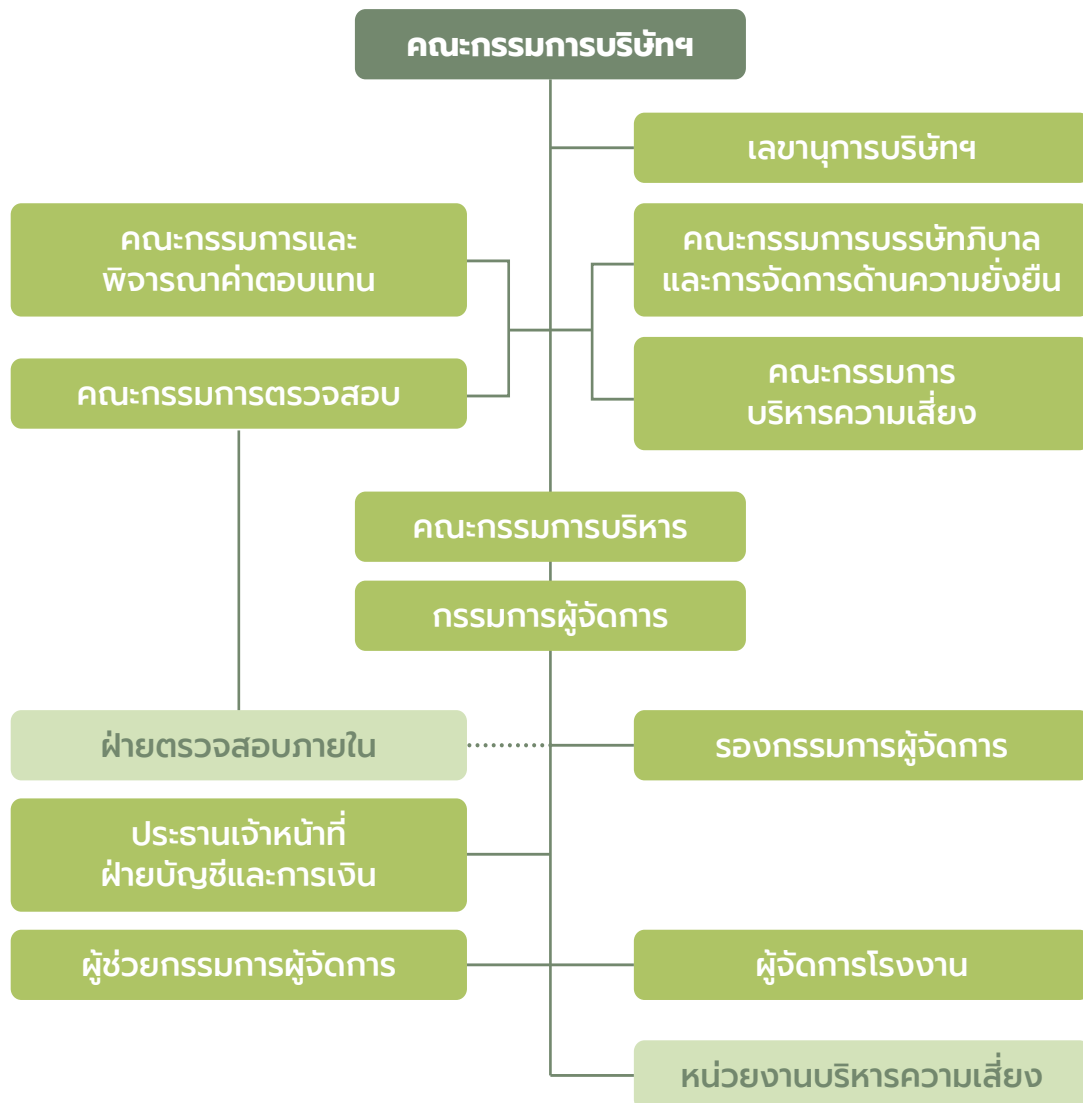 คณะกรรมการบริษัทฯ
เลขานุการบริษัทฯ
คณะกรรมการและ
พิจารณาค่าตอบแทน
คณะกรรมการบรรษัทภิบาล
และการจัดการด้านความยั่งยืน
คณะกรรมการตรวจสอบ
คณะกรรมการ
บริหารความเสี่ยง
คณะกรรมการบริหาร
กรรมการผู้จัดการ
ฝ่ายตรวจสอบภายใน
รองกรรมการผู้จัดการ
ประธานเจ้าหน้าที่
ฝ่ายบัญชีและการเงิน
ผู้ช่วยกรรมการผู้จัดการ
ผู้จัดการโรงงาน
หน่วยงานบริหารความเสี่ยง